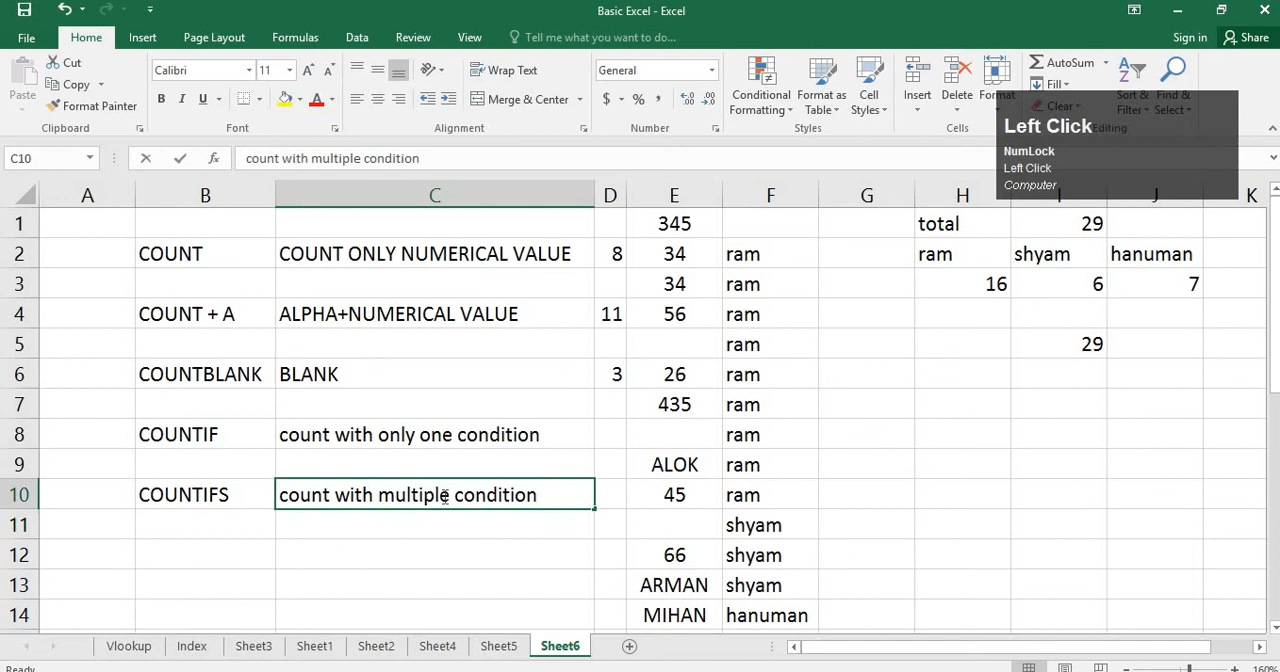 Basic Excel - Excel
File Home Insert Page Layout Formulas Data Review View Tell me what you want to do... Sign in Share
Paste Cut Calibri 11 Wrap Text General Conditional Formatting Format as Table Cell Styles Insert Delete Format AutoSum Sort & Filter Find & Select
Copy Fill
Format Painter B I U Merge & Center $ % , Clear
Clipboard Font Alignment Number Styles Cells Editing
Left Click
NumLock
Left Click
Computer
C10 fx count with multiple condition
A B C D E F G H I J K
1 345 total 29
2 COUNT COUNT ONLY NUMERICAL VALUE 8 34 ram ram shyam hanuman
3 34 ram 16 6 7
4 COUNT + A ALPHA+NUMERICAL VALUE 11 56 ram
5 ram 29
6 COUNTBLANK BLANK 3 26 ram
7 435 ram
8 COUNTIF count with only one condition ram
9 ALOK ram
10 COUNTIFS count with multiple condition 45 ram
11 shyam
12 66 shyam
13 ARMAN shyam
14 MIHAN hanuman
Vlookup Index Sheet3 Sheet1 Sheet2 Sheet4 Sheet5 Sheet6
Ready 160%